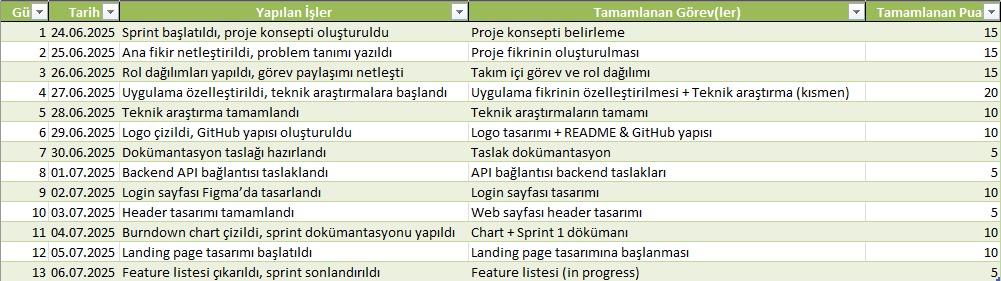 Gü Tarih Yapılan İşler Tamamlanan Görev(ler) Tamamlanan Pua
1 24.06.2025 Sprint başlatıldı, proje konsepti oluşturuldu Proje konsepti belirleme 15
2 25.06.2025 Ana fikir netleştirildi, problem tanımı yazıldı Proje fikrinin oluşturulması 15
3 26.06.2025 Rol dağılımları yapıldı, görev paylaşımı netleşti Takım içi görev ve rol dağılımı 15
4 27.06.2025 Uygulama özelleştirildi, teknik araştırmalara başlandı Uygulama fikrinin özelleştirilmesi + Teknik araştırma (kısmen) 20
5 28.06.2025 Teknik araştırma tamamlandı Teknik araştırmaların tamamı 10
6 29.06.2025 Logo çizildi, GitHub yapısı oluşturuldu Logo tasarımı + README & GitHub yapısı 10
7 30.06.2025 Dokümantasyon taslağı hazırlandı Taslak dokümantasyon 5
8 01.07.2025 Backend API bağlantısı taslaklandı API bağlantısı backend taslakları 5
9 02.07.2025 Login sayfası Figma’da tasarlandı Login sayfası tasarımı 10
10 03.07.2025 Header tasarımı tamamlandı Web sayfası header tasarımı 5
11 04.07.2025 Burndown chart çizildi, sprint dokümantasyonu yapıldı Chart + Sprint 1 dökümanı 10
12 05.07.2025 Landing page tasarımı başlatıldı Landing page tasarımına başlanması 10
13 06.07.2025 Feature listesi çıkarıldı, sprint sonlandırıldı Feature listesi (in progress) 5